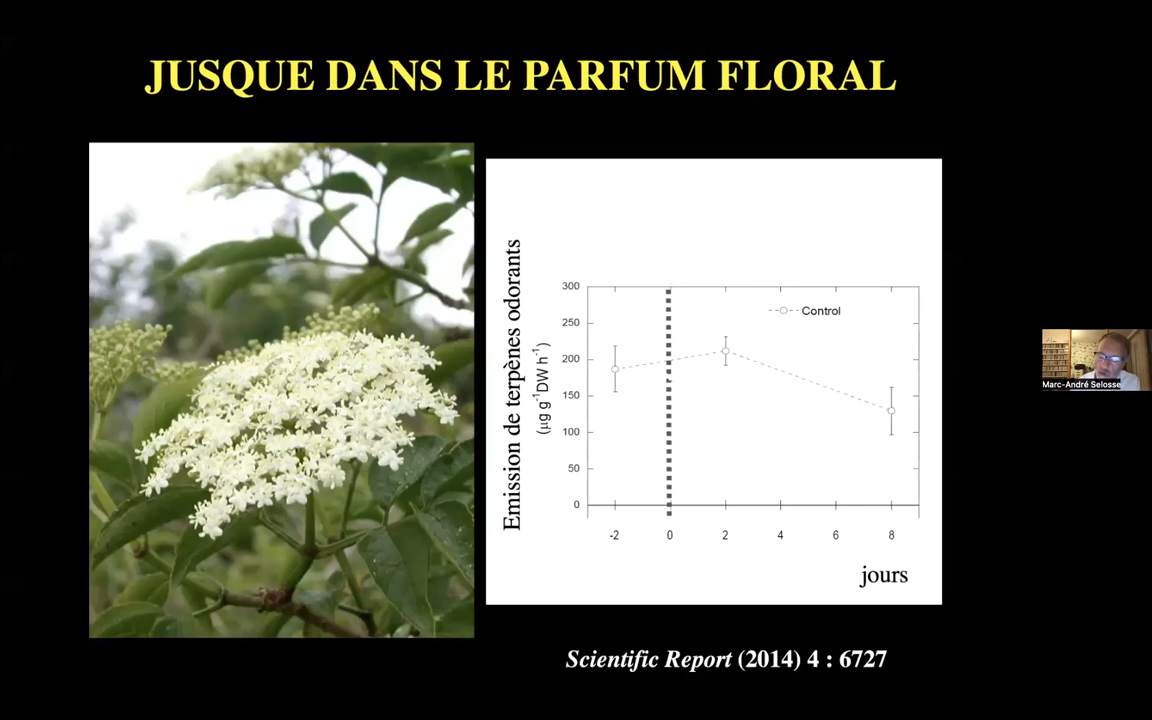 JUSQUE DANS LE PARFUM FLORAL
Emission de terpènes odorants
(µg g⁻¹DW h⁻¹)
300
250
200
150
100
50
0
Control
-2 0 2 4 6 8
jours
Marc-André Selosse
Scientific Report (2014) 4 : 6727